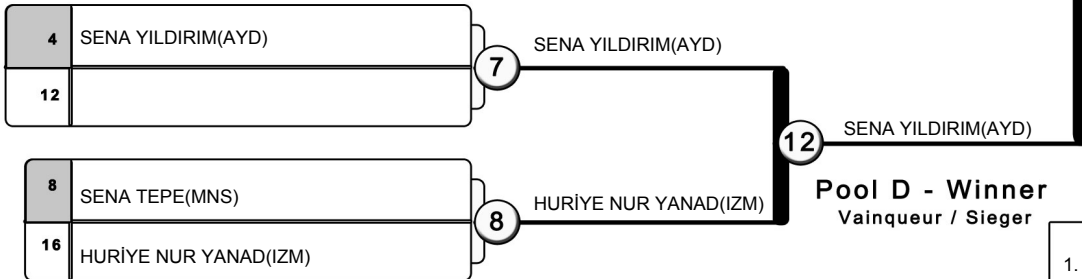 4 SENA YILDIRIM(AYD)
12
7
SENA YILDIRIM(AYD)
8 SENA TEPE(MNS)
16 HURİYE NUR YANAD(IZM)
8
HURİYE NUR YANAD(IZM)
12
SENA YILDIRIM(AYD)
Pool D - Winner
Vainqueur / Sieger
1.